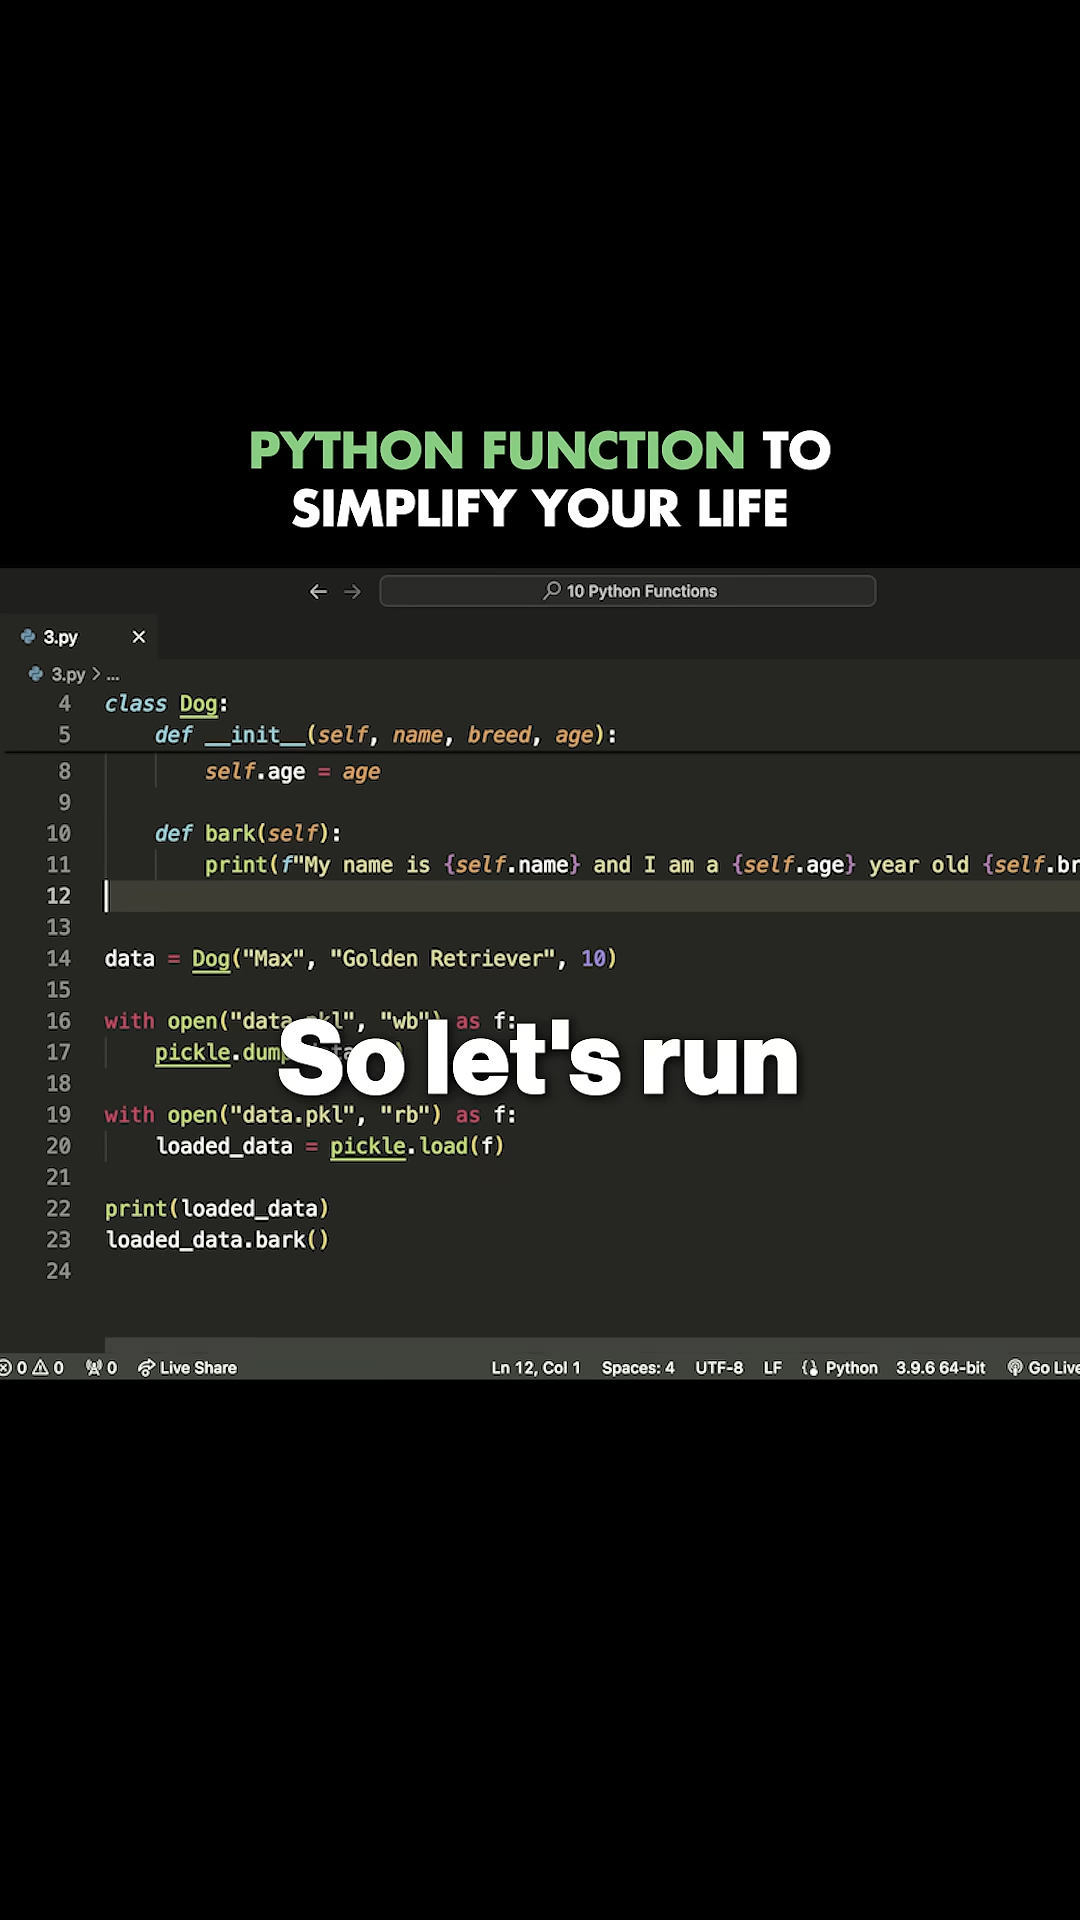 PYTHON FUNCTION TO
SIMPLIFY YOUR LIFE
10 Python Functions
3.py
3.py > ...
4 class Dog:
5 def __init__(self, name, breed, age):
8 self.age = age
9
10 def bark(self):
11 print(f"My name is {self.name} and I am a {self.age} year old {self.br
12
13
14 data = Dog("Max", "Golden Retriever", 10)
15
16 with open("data.pkl", "wb") as f:
17 pickle.dump
So let's run
18
19 with open("data.pkl", "rb") as f:
20 loaded_data = pickle.load(f)
21
22 print(loaded_data)
23 loaded_data.bark()
24
0 0 0 Live Share Ln 12, Col 1 Spaces: 4 UTF-8 LF Python 3.9.6 64-bit Go Live